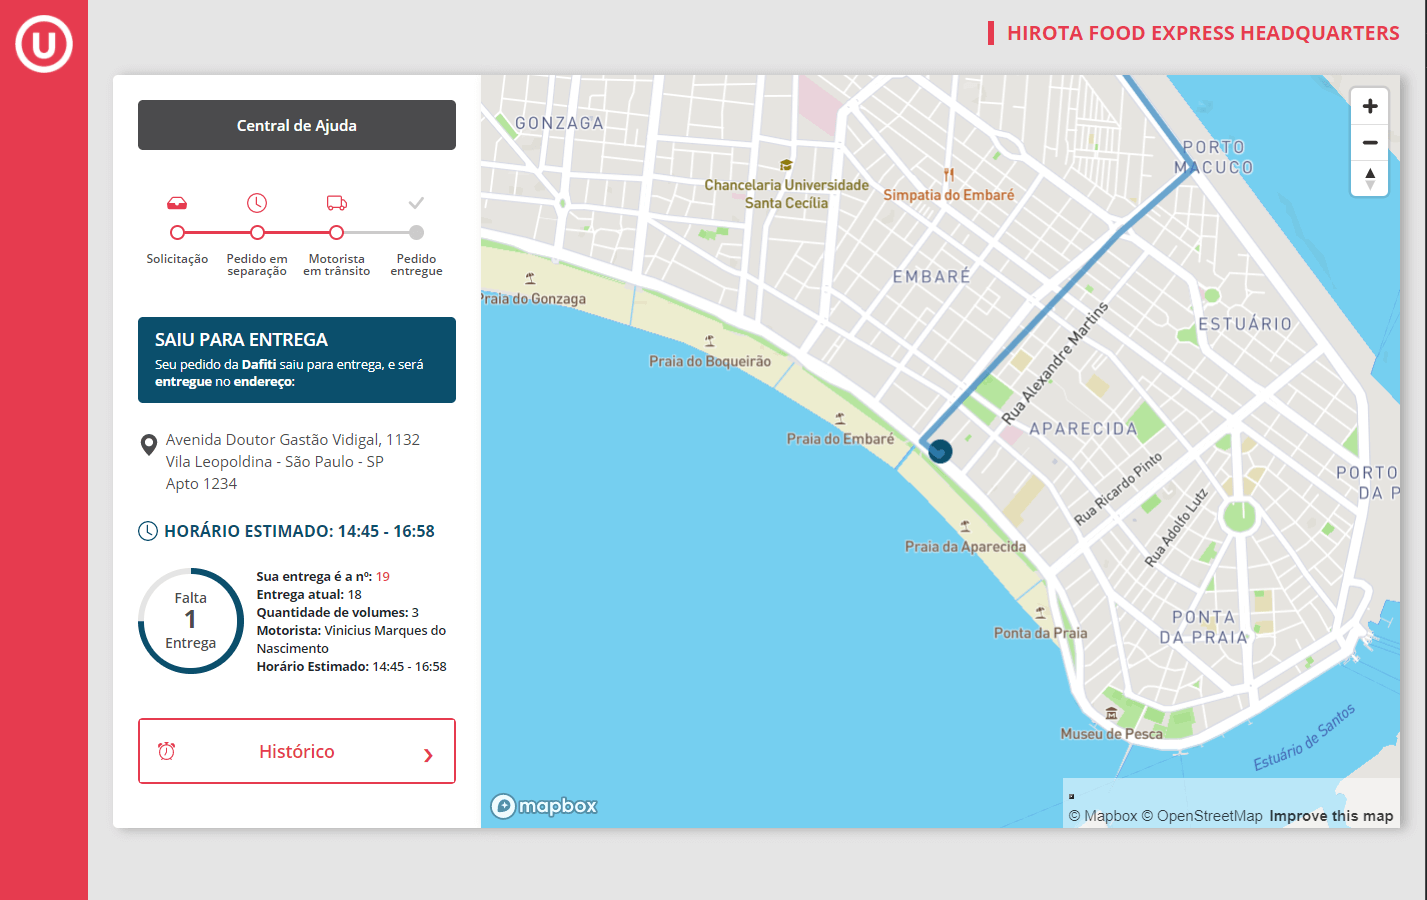 U
HIROTA FOOD EXPRESS HEADQUARTERS
Central de Ajuda
Solicitação
Pedido em
separação
Motorista
em trânsito
Pedido
entregue
SAIU PARA ENTREGA
Seu pedido da Dafiti saiu para entrega, e será
entregue no endereço:
Avenida Doutor Gastão Vidigal, 1132
Vila Leopoldina - São Paulo - SP
Apto 1234
HORÁRIO ESTIMADO: 14:45 - 16:58
Falta
1
Entrega
Sua entrega é a nº: 19
Entrega atual: 18
Quantidade de volumes: 3
Motorista: Vinicius Marques do
Nascimento
Horário Estimado: 14:45 - 16:58
Histórico
GONZAGA
PORTO
MACUCO
Chancelaria Universidade
Santa Cecília
Simpatia do Embaré
EMBARÉ
Praia do Gonzaga
ESTUÁRIO
Rua Alexandre Martins
Praia do Boqueirão
APARECIDA
Praia do Embaré
Rua Ricardo Pinto
PORTO
DA P
Rua Adolfo Lutz
Praia da Aparecida
PONTA
DA PRAIA
Ponta da Praia
Museu de Pesca
Estuário de Santos
mapbox
© Mapbox © OpenStreetMap Improve this map